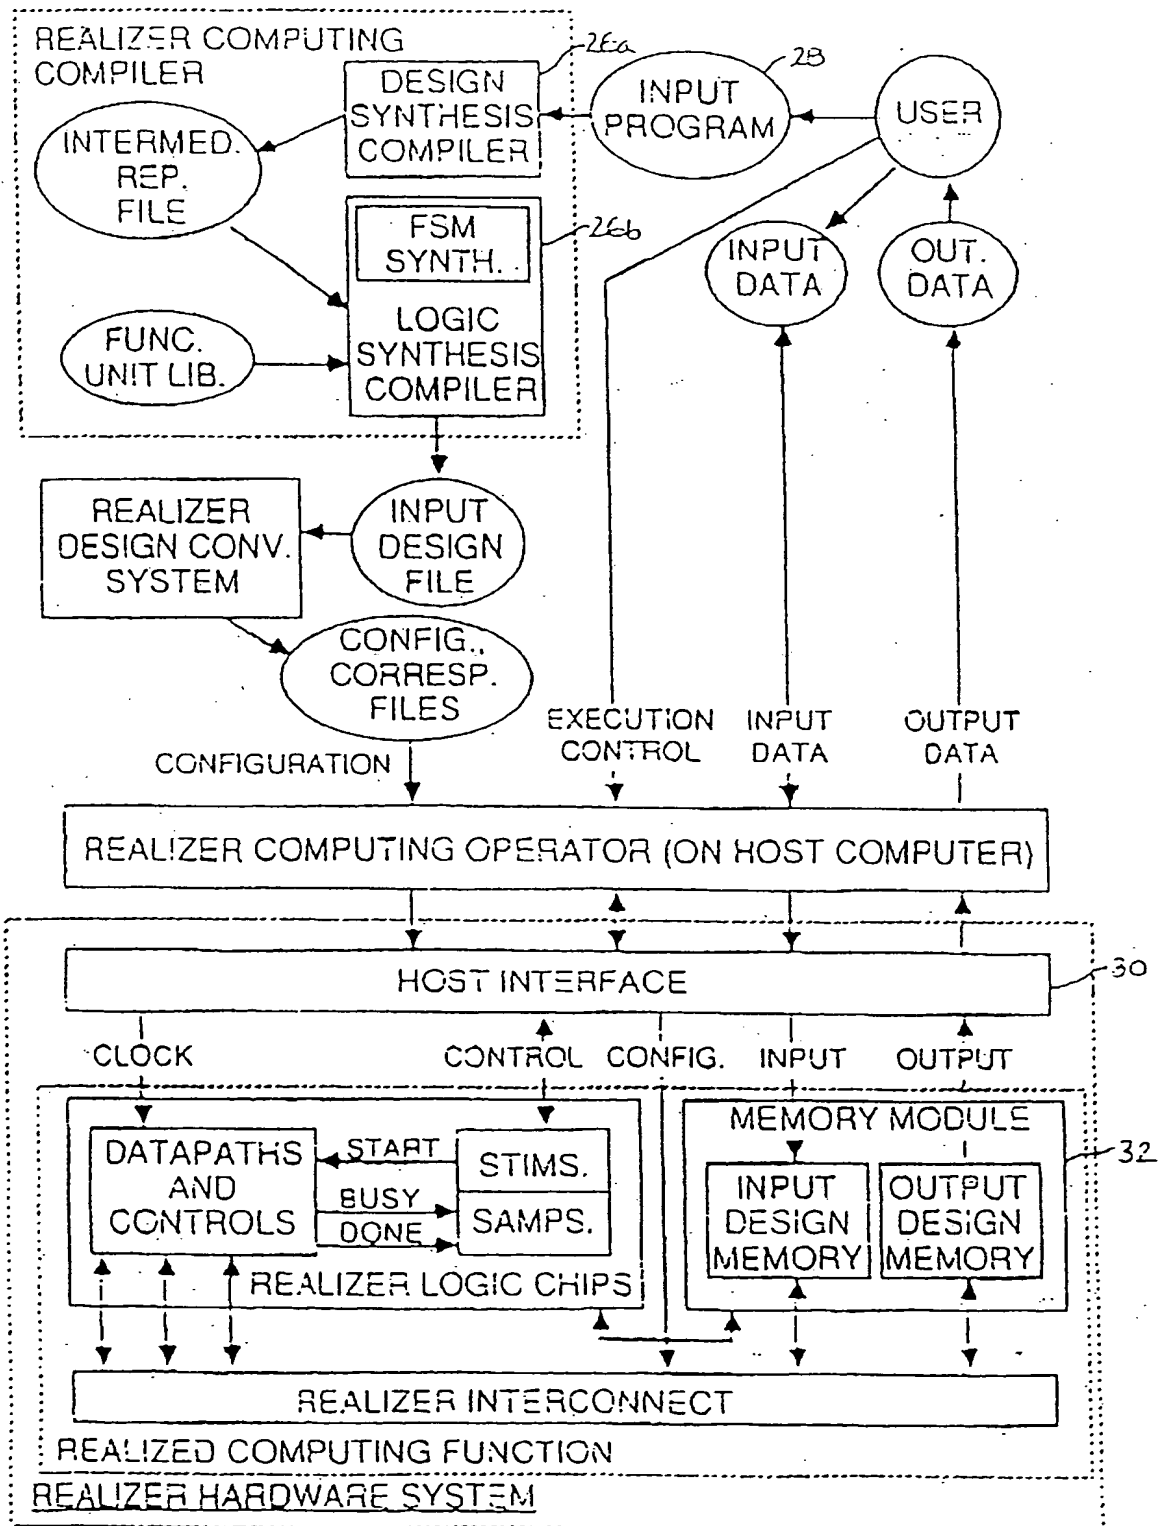 REALIZER COMPUTING
COMPILER
26a
DESIGN
SYNTHESIS
COMPILER
28
INPUT
PROGRAM
USER
INTERMED.
REP.
FILE
26b
FSM
SYNTH.
LOGIC
SYNTHESIS
COMPILER
FUNC.
UNIT LIB.
INPUT
DATA
OUT.
DATA
REALIZER
DESIGN CONV.
SYSTEM
INPUT
DESIGN
FILE
CONFIG.,
CORRESP.
FILES
CONFIGURATION
EXECUTION
CONTROL
INPUT
DATA
OUTPUT
DATA
REALIZER COMPUTING OPERATOR (ON HOST COMPUTER)
HOST INTERFACE
30
CLOCK
CONTROL
CONFIG.
INPUT
OUTPUT
DATAPATHS
AND
CONTROLS
START
BUSY
DONE
STIMS.
SAMPS.
REALIZER LOGIC CHIPS
MEMORY MODULE
32
INPUT
DESIGN
MEMORY
OUTPUT
DESIGN
MEMORY
REALIZER INTERCONNECT
REALIZED COMPUTING FUNCTION
REALIZER HARDWARE SYSTEM